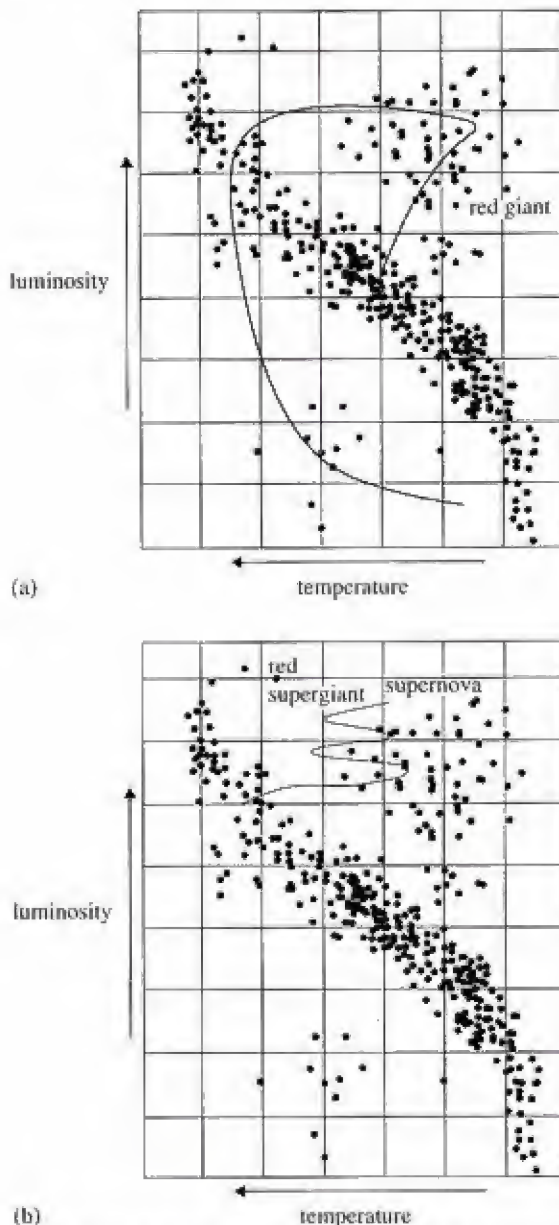 red giant
luminosity
(a)
temperature
red
supergiant
supernova
luminosity
(b)
temperature